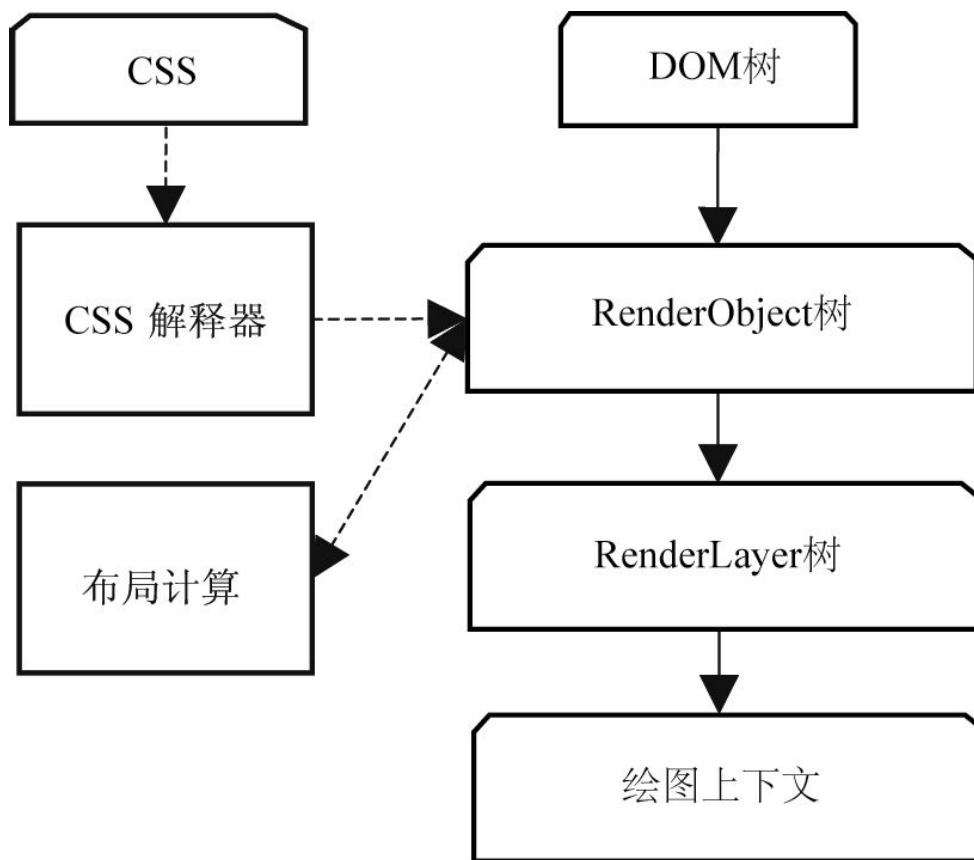 CSS
DOM树
CSS 解释器
RenderObject树
布局计算
RenderLayer树
绘图上下文